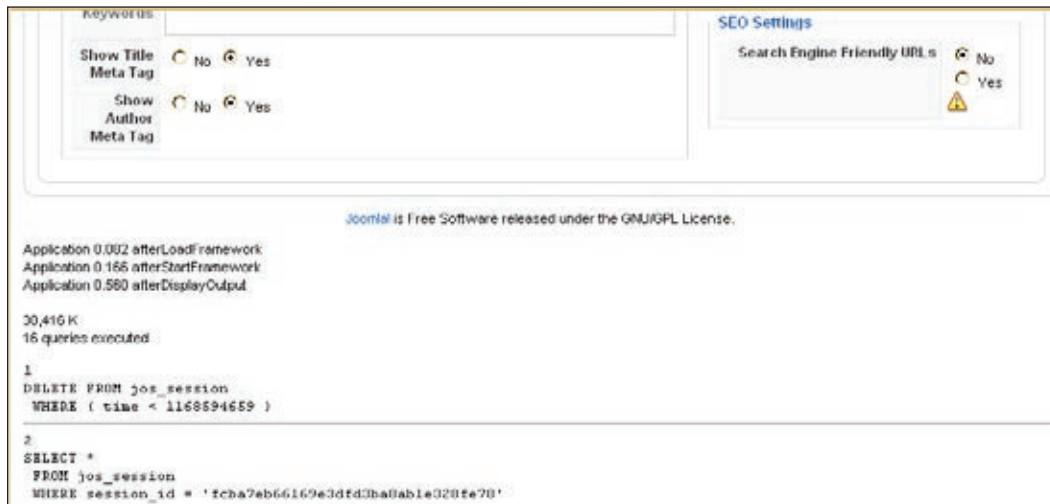 Keywords
SEO Settings
Show Title Meta Tag
No Yes
Search Engine Friendly URLs
No
Yes
Show Author Meta Tag
No Yes
Joomla! is Free Software released under the GNU/GPL License.
Application 0.082 afterLoadFramework
Application 0.166 afterStartFramework
Application 0.560 afterDisplayOutput
30,416 K
16 queries executed
1
DELETE FROM jos_session
WHERE ( time < 1168594659 )
2
SELECT *
FROM jos_session
WHERE session_id =